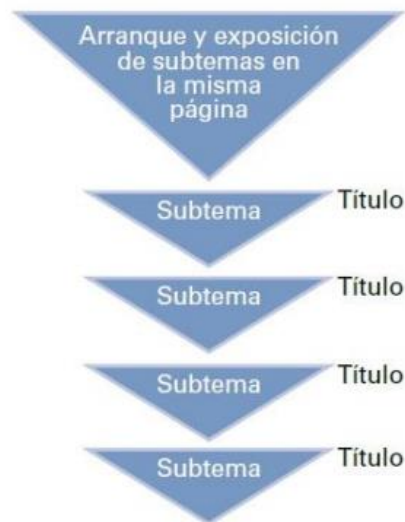 Arranque y exposición
de subtemas en
la misma
página
Subtema
Título
Subtema
Título
Subtema
Título
Subtema
Título